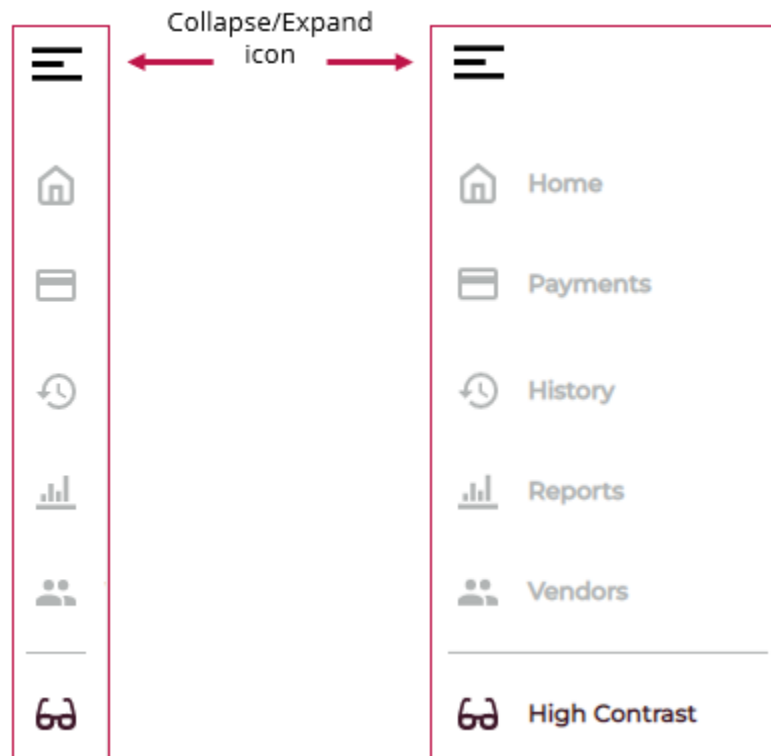 Collapse/Expand
icon
Home
Payments
History
Reports
Vendors
High Contrast